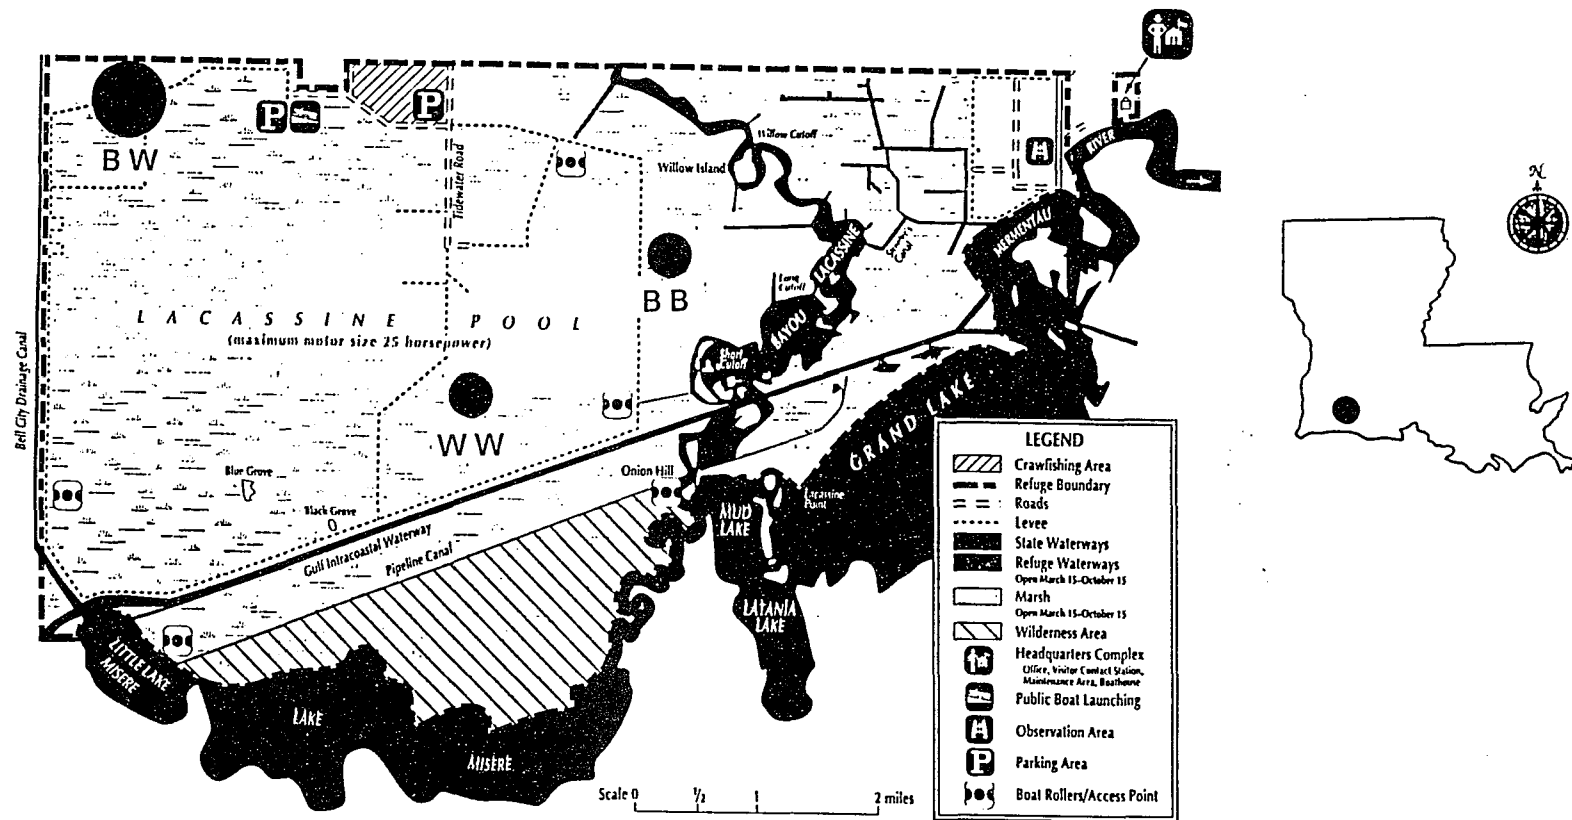 N
P
P
B W
Tidewater Road
Willow Cutoff
Willow Island
RIVER
MERMENTAU
LACASSINE
Streeter's Canal
Long Cutoff
BAYOU
B B
LACASSINE POOL
(maximum motor size 25 horsepower)
Short Cutoff
W W
Bell City Drainage Canal
GRAND LAKE
Blue Grove
Black Grove
Onion Hill
Lacassine Point
MUD LAKE
Gulf Intracoastal Waterway
Pipeline Canal
LATANIA LAKE
LITTLE LAKE MISERE
LAKE
MISERE
Scale 0 1/2 1 2 miles
LEGEND
Crawfishing Area
Refuge Boundary
Roads
Levee
State Waterways
Refuge Waterways
Open March 15-October 15
Marsh
Open March 15-October 15
Wilderness Area
Headquarters Complex
Office, Visitor Contact Station,
Maintenance Area, Boathouse
Public Boat Launching
Observation Area
P Parking Area
Boat Rollers/Access Point